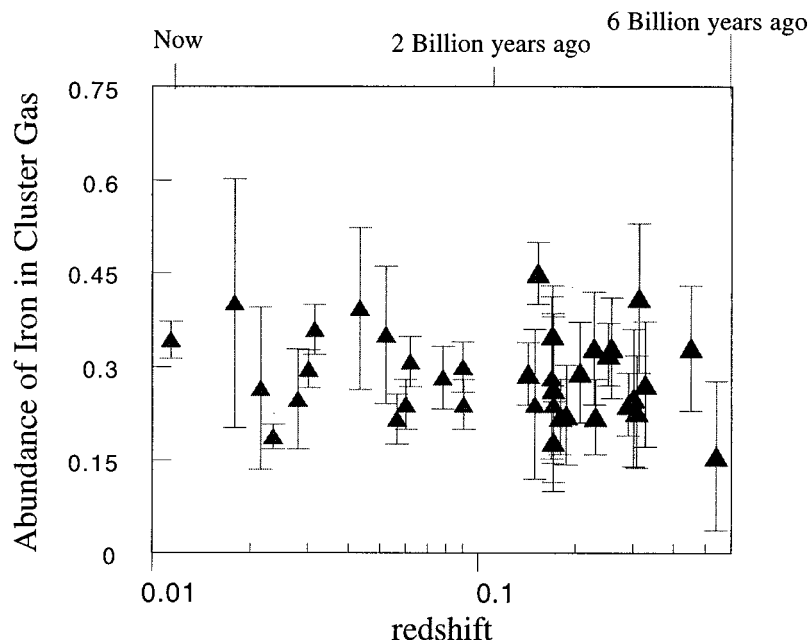 6 Billion years ago
Now
2 Billion years ago
0.75
0.6
0.45
0.3
0.15
0
Abundance of Iron in Cluster Gas
0.01
0.1
redshift